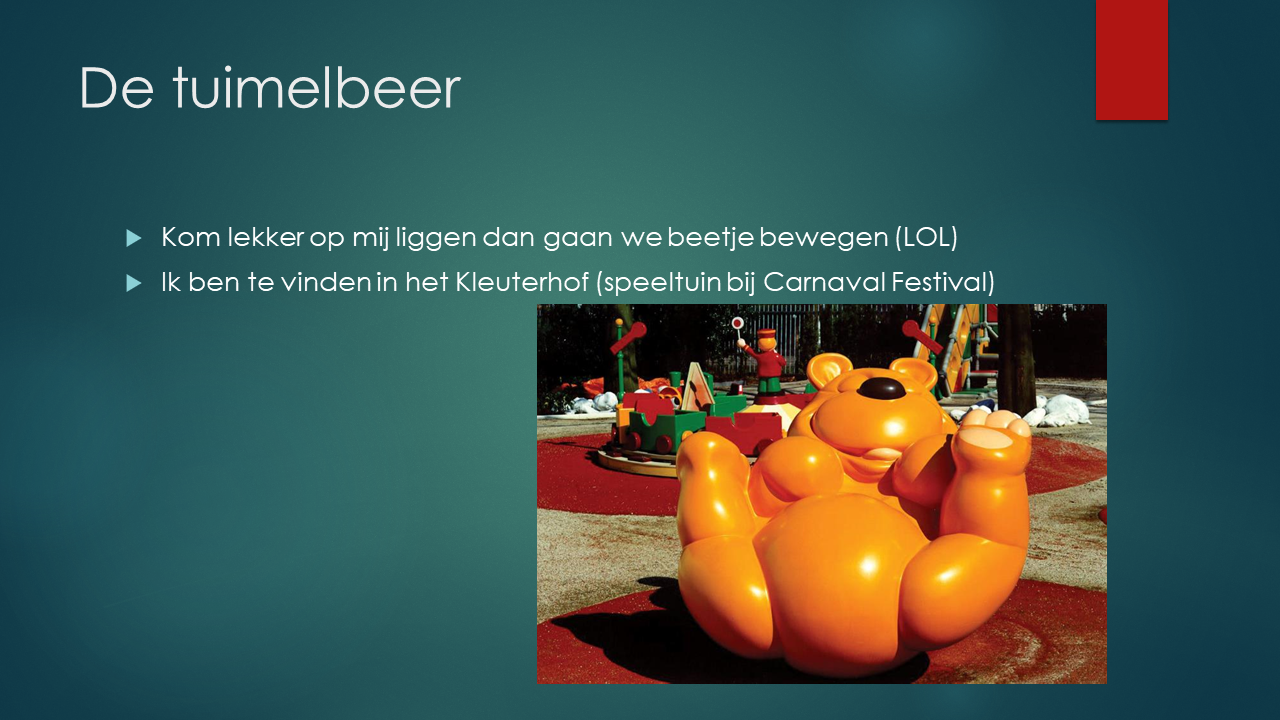 De tuimelbeer
Kom lekker op mij liggen dan gaan we beetje bewegen (LOL)
Ik ben te vinden in het Kleuterhof (speeltuin bij Carnaval Festival)